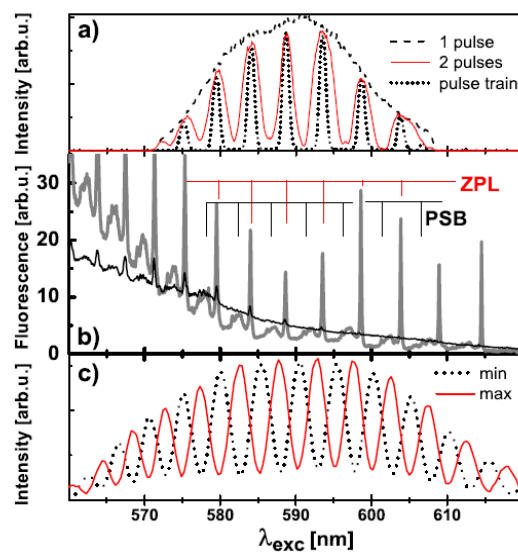 a)
Intensity [arb.u.]
1 pulse
2 pulses
pulse train
b)
Fluorescence [arb.u.]
30
20
10
0
ZPL
PSB
c)
Intensity [arb.u.]
min
max
570 580 590 600 610
λexc [nm]